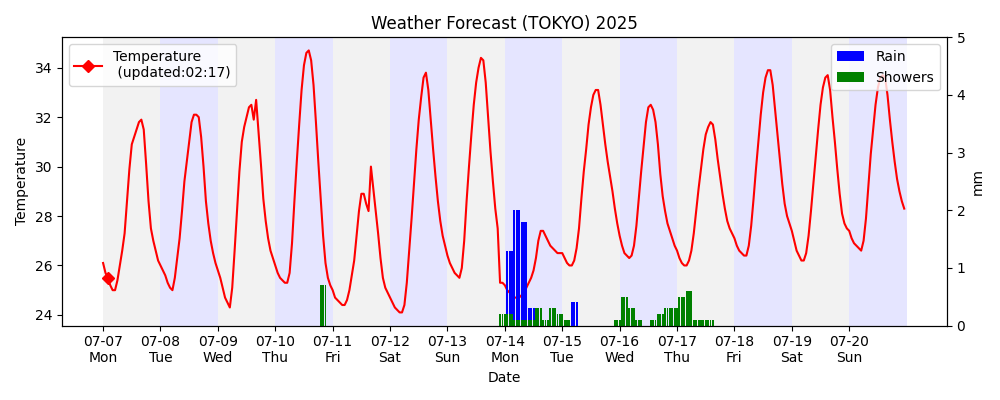 Weather Forecast (TOKYO) 2025
Temperature
(updated:02:17)
Rain
Showers
Temperature
34
32
30
28
26
24
5
4
3
2
1
0
mm
07-07 07-08 07-09 07-10 07-11 07-12 07-13 07-14 07-15 07-16 07-17 07-18 07-19 07-20
Mon Tue Wed Thu Fri Sat Sun Mon Tue Wed Thu Fri Sat Sun
Date